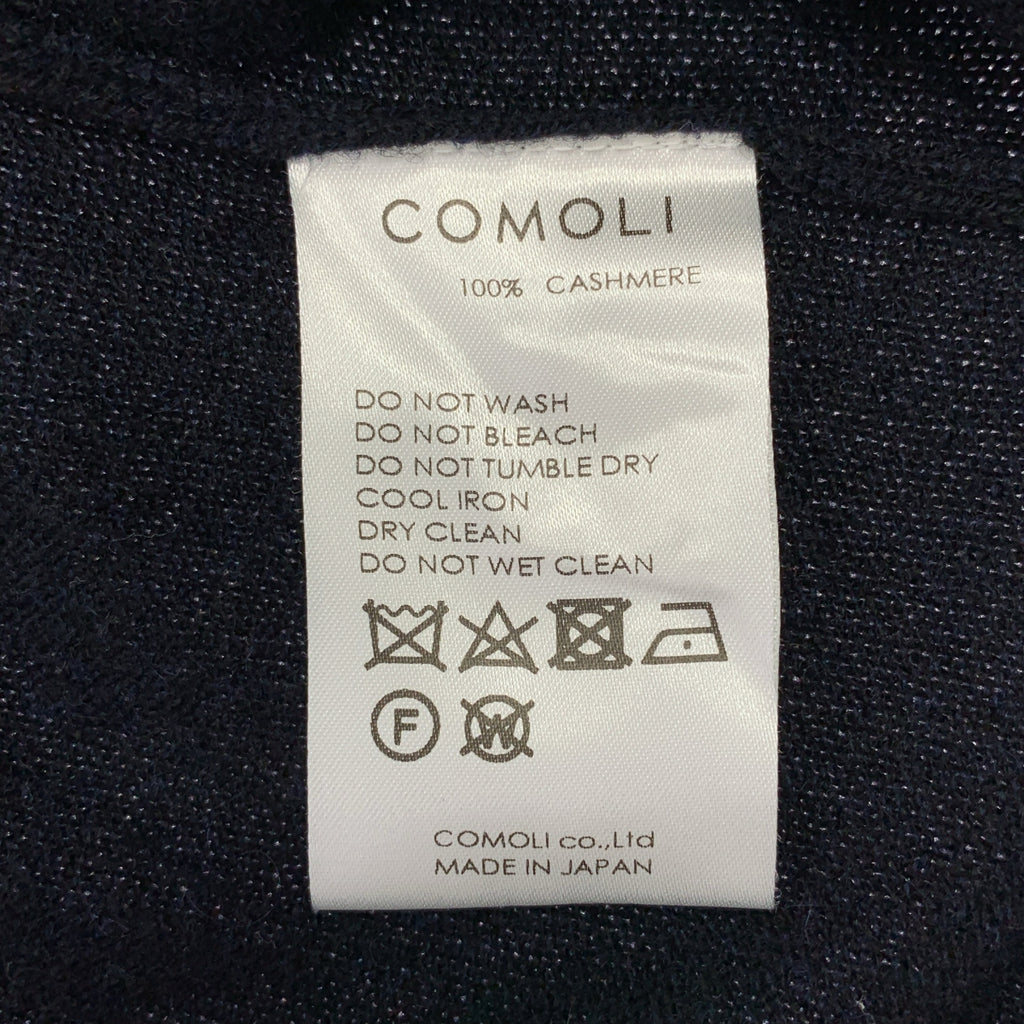 COMOLI
100% CASHMERE
DO NOT WASH
DO NOT BLEACH
DO NOT TUMBLE DRY
COOL IRON
DRY CLEAN
DO NOT WET CLEAN
F W
COMOLI co.,Ltd
MADE IN JAPAN